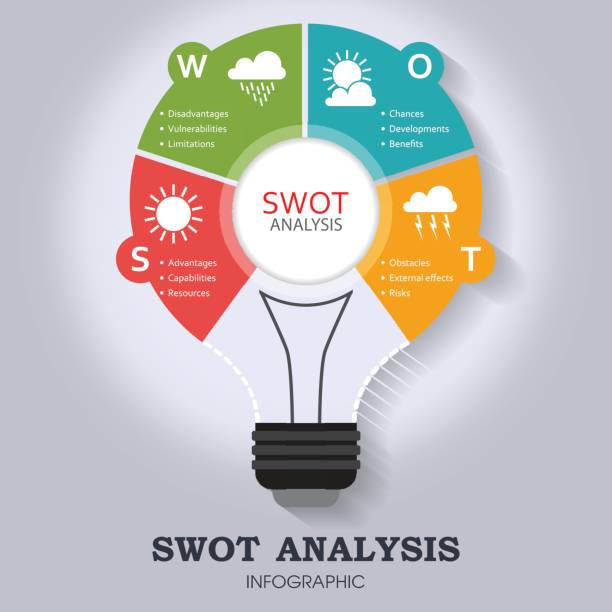 W
• Disadvantages
• Vulnerabilities
• Limitations
O
• Chances
• Developments
• Benefits
S
• Advantages
• Capabilities
• Resources
SWOT
ANALYSIS
T
• Obstacles
• External effects
• Risks
SWOT ANALYSIS
INFOGRAPHIC